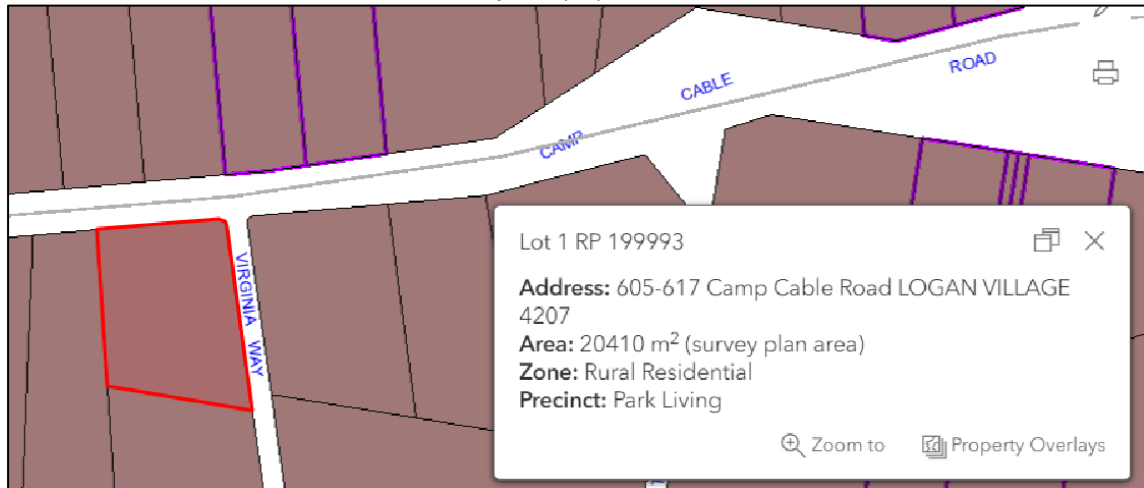 ROAD
CABLE
CAMP
VIRGINIA WAY
Lot 1 RP 199993
Address: 605-617 Camp Cable Road LOGAN VILLAGE
4207
Area: 20410 m² (survey plan area)
Zone: Rural Residential
Precinct: Park Living
Zoom to
Property Overlays